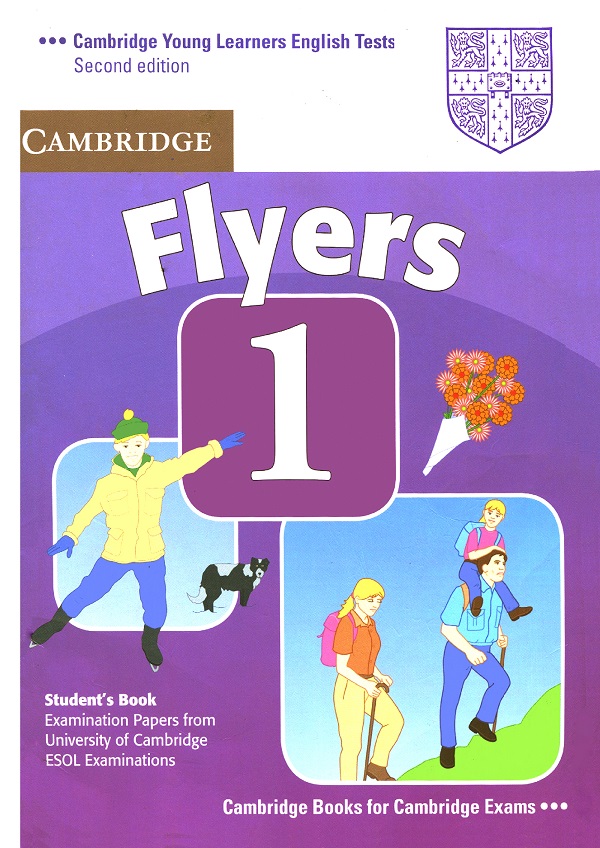 ••• Cambridge Young Learners English Tests
Second edition
CAMBRIDGE
Flyers
1
Student's Book
Examination Papers from
University of Cambridge
ESOL Examinations
Cambridge Books for Cambridge Exams •••